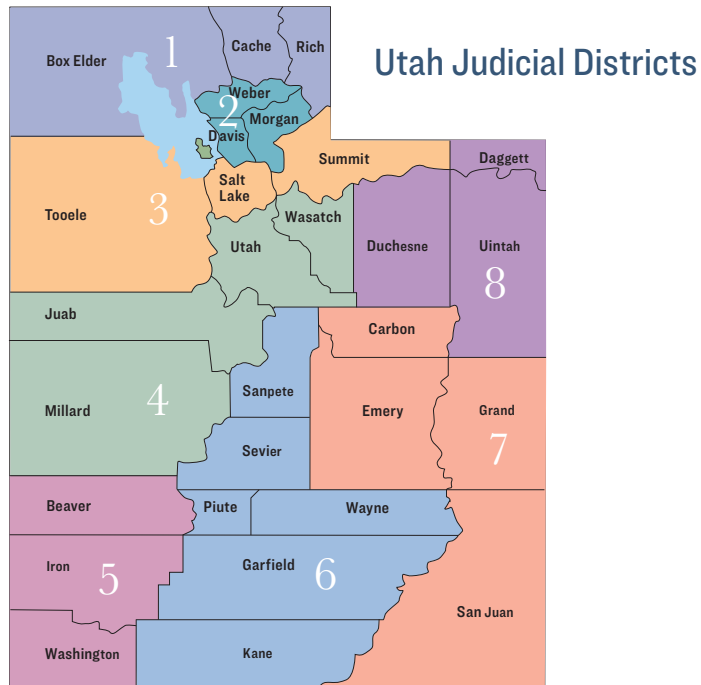 Utah Judicial Districts
1
Cache
Rich
Box Elder
Weber
2
Morgan
Davis
Summit
Daggett
Salt
Lake
Tooele
3
Wasatch
Utah
Duchesne
Uintah
8
Juab
Carbon
Sanpete
Millard
4
Emery
Grand
Sevier
7
Beaver
Piute
Wayne
Iron
5
Garfield
6
San Juan
Washington
Kane